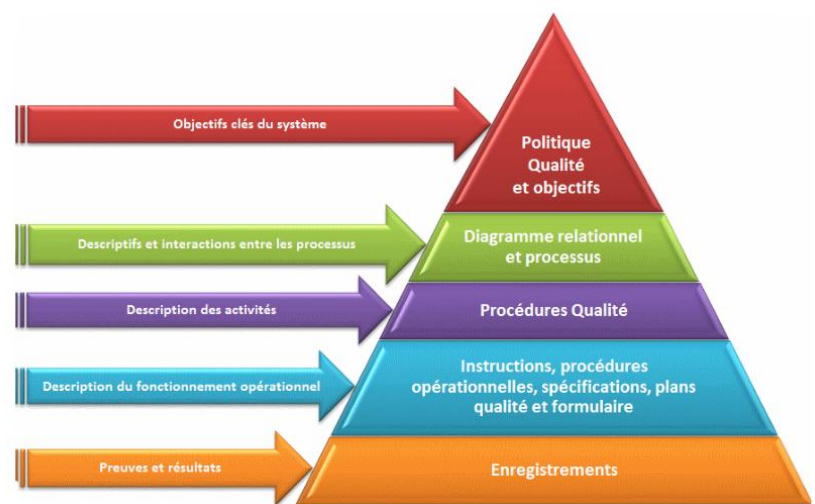 Objectifs clés du système
Politique
Qualité
et objectifs
Descriptifs et interactions entre les processus
Diagramme relationnel
et processus
Description des activités
Procédures Qualité
Description du fonctionnement opérationnel
Instructions, procédures
opérationnelles, spécifications, plans
qualité et formulaire
Preuves et résultats
Enregistrements